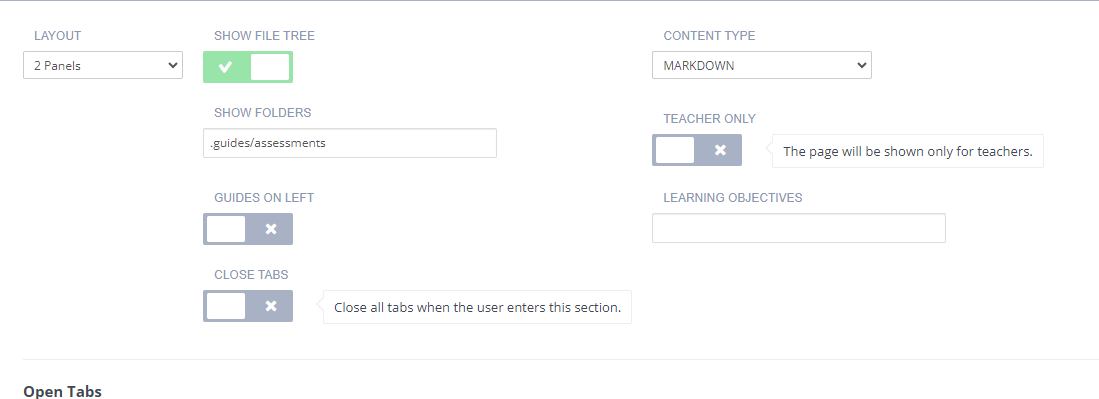 LAYOUT
SHOW FILE TREE
CONTENT TYPE
2 Panels
MARKDOWN
SHOW FOLDERS
TEACHER ONLY
.guides/assessments
The page will be shown only for teachers.
GUIDES ON LEFT
LEARNING OBJECTIVES
CLOSE TABS
Close all tabs when the user enters this section.
Open Tabs